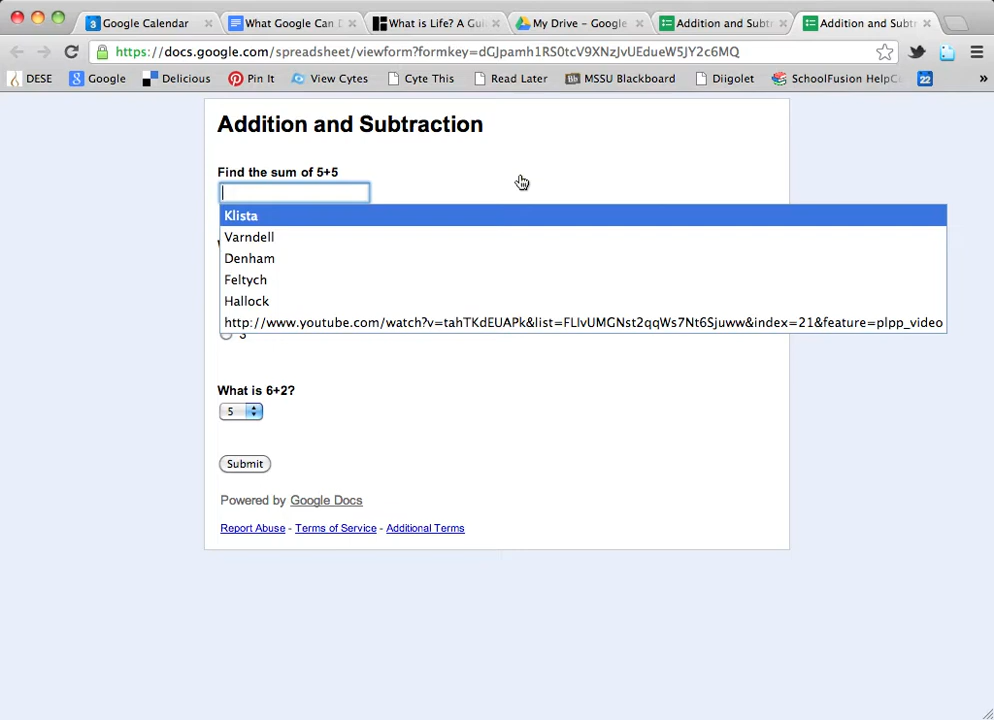 3 Google Calendar
What Google Can D
What is Life? A Gui
My Drive – Google
Addition and Subtr
Addition and Subtr
https://docs.google.com/spreadsheet/viewform?formkey=dGJpamh1RS0tcV9XNzJvUEdueW5JY2c6MQ
DESE
g Google
Delicious
Pin It
View Cytes
Cyte This
Read Later
Bb MSSU Blackboard
Diigolet
SchoolFusion HelpC
22
»
Addition and Subtraction
Find the sum of 5+5
Klista
Varndell
Denham
Feltych
Hallock
http://www.youtube.com/watch?v=tahTKdEUAPk&list=FLIvUMGNst2qqWs7Nt6Sjuww&index=21&feature=plpp_video
3
What is 6+2?
5
Submit
Powered by Google Docs
Report Abuse - Terms of Service - Additional Terms